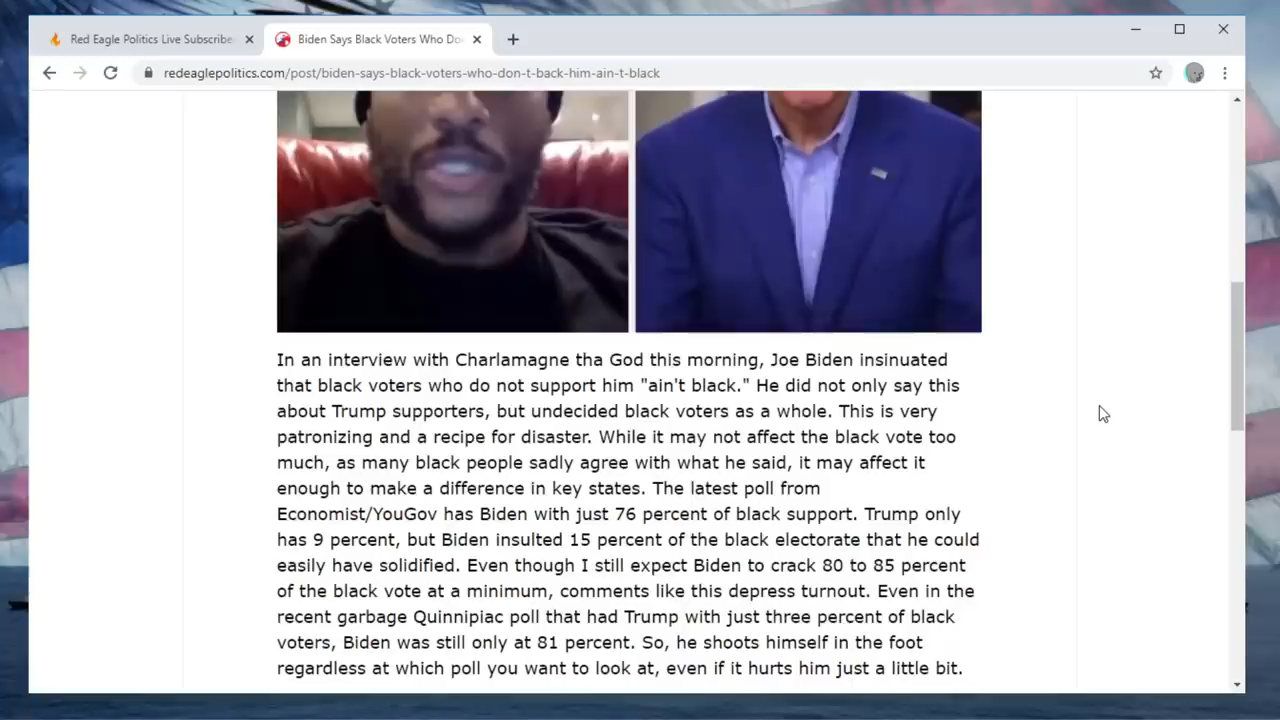 Red Eagle Politics Live Subscribe
Biden Says Black Voters Who Do
redeaglepolitics.com/post/biden-says-black-voters-who-don-t-back-him-ain-t-black
In an interview with Charlamagne tha God this morning, Joe Biden insinuated
that black voters who do not support him "ain't black." He did not only say this
about Trump supporters, but undecided black voters as a whole. This is very
patronizing and a recipe for disaster. While it may not affect the black vote too
much, as many black people sadly agree with what he said, it may affect it
enough to make a difference in key states. The latest poll from
Economist/YouGov has Biden with just 76 percent of black support. Trump only
has 9 percent, but Biden insulted 15 percent of the black electorate that he could
easily have solidified. Even though I still expect Biden to crack 80 to 85 percent
of the black vote at a minimum, comments like this depress turnout. Even in the
recent garbage Quinnipiac poll that had Trump with just three percent of black
voters, Biden was still only at 81 percent. So, he shoots himself in the foot
regardless at which poll you want to look at, even if it hurts him just a little bit.